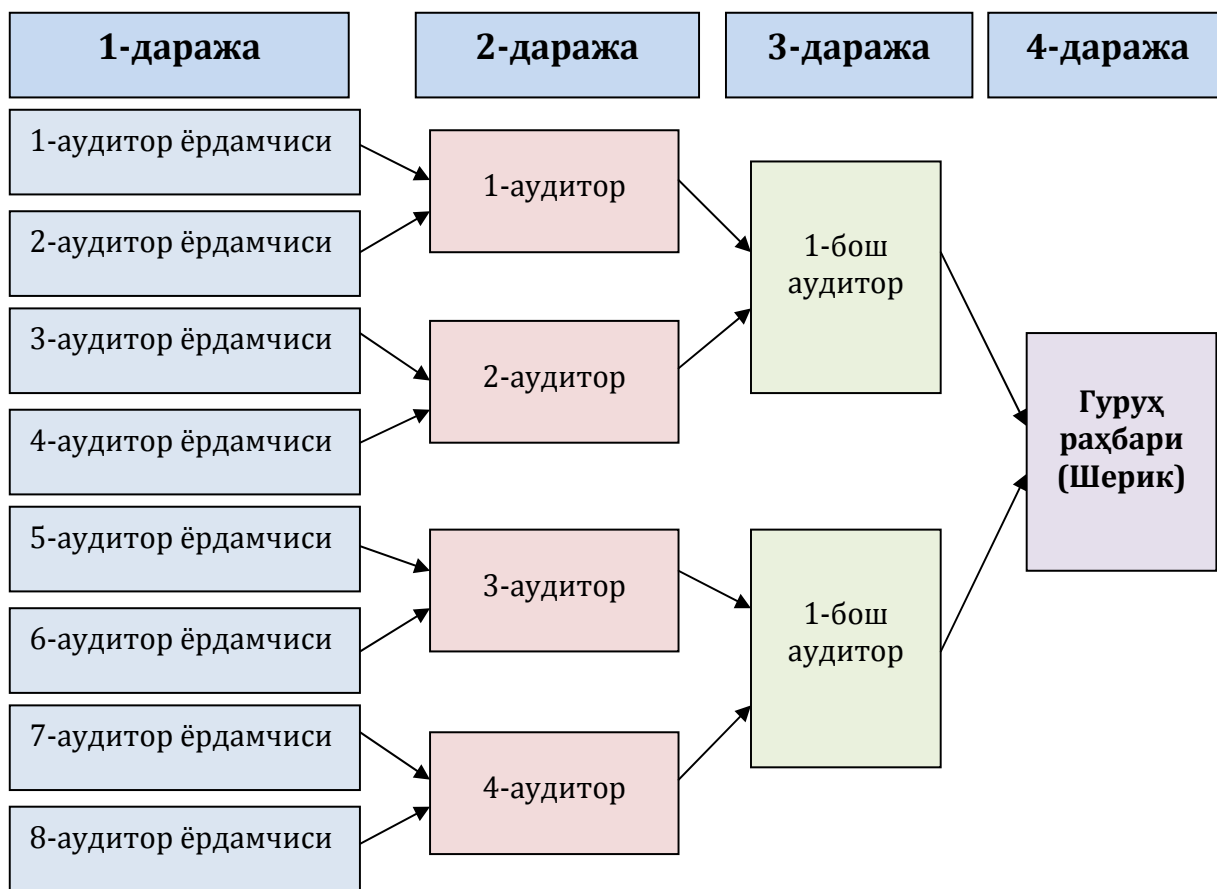 1-даража
2-даража
3-даража
4-даража
1-аудитор ёрдамчиси
2-аудитор ёрдамчиси
3-аудитор ёрдамчиси
4-аудитор ёрдамчиси
5-аудитор ёрдамчиси
6-аудитор ёрдамчиси
7-аудитор ёрдамчиси
8-аудитор ёрдамчиси
1-аудитор
2-аудитор
3-аудитор
4-аудитор
1-бош
аудитор
1-бош
аудитор
Гуруҳ
раҳбари
(Шерик)